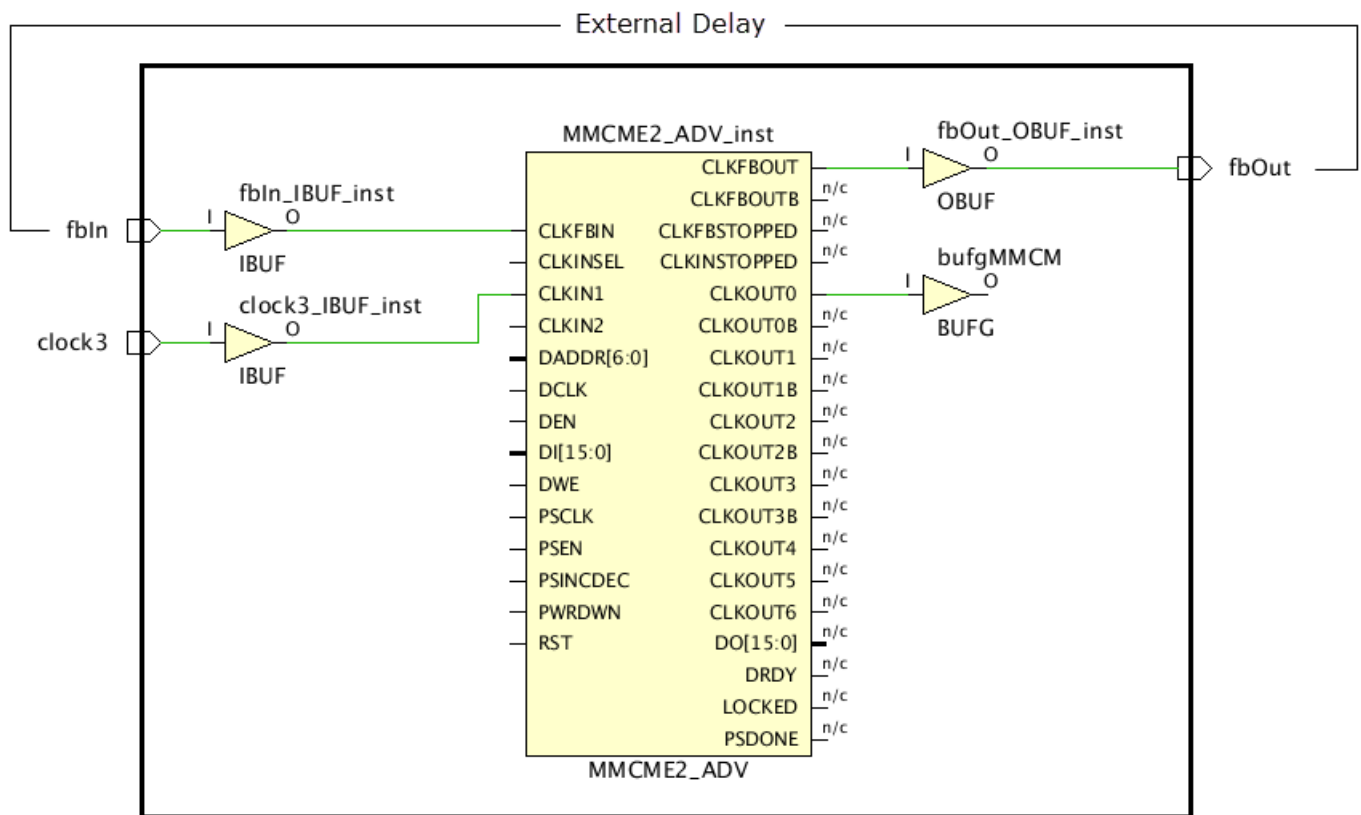 External Delay
MMCME2_ADV_inst
fbOut_OBUF_inst
CLKFBOUT
I
O
fbOut
OBUF
CLKFBOUTB
n/c
fbIn_IBUF_inst
fbIn
I
O
IBUF
CLKFBIN
CLKFBSTOPPED
n/c
CLKINSEL
CLKINSTOPPED
n/c
bufgMMCM
clock3_IBUF_inst
CLKIN1
CLKOUT0
I
O
BUFG
clock3
I
O
IBUF
CLKIN2
CLKOUT0B
n/c
DADDR[6:0]
CLKOUT1
n/c
DCLK
CLKOUT1B
n/c
DEN
CLKOUT2
n/c
DI[15:0]
CLKOUT2B
n/c
DWE
CLKOUT3
n/c
PSCLK
CLKOUT3B
n/c
PSEN
CLKOUT4
n/c
PSINCDEC
CLKOUT5
n/c
PWRDWN
CLKOUT6
n/c
RST
DO[15:0]
n/c
DRDY
n/c
LOCKED
n/c
PSDONE
n/c
MMCME2_ADV